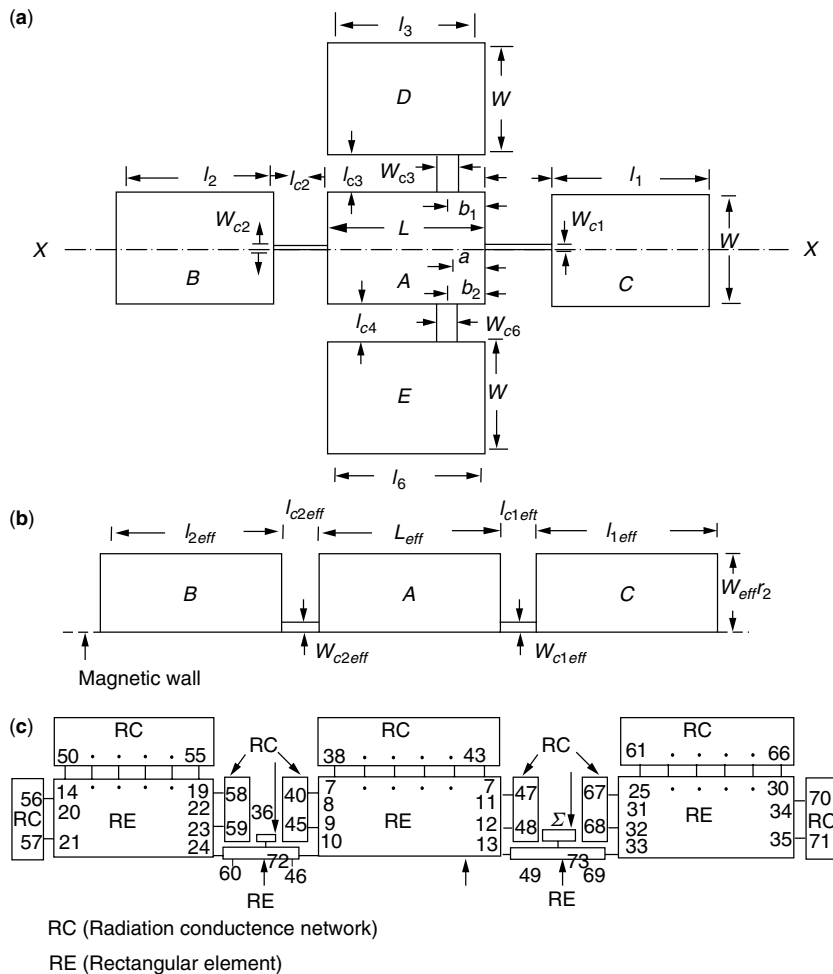 (a)
l3
D
W
l2
lc2
lc3
Wc3
l1
b1
Wc2
L
Wc1
W
X
X
a
B
A
b2
C
lc4
Wc6
E
W
l6
(b)
l2eff
lc2eff
Leff
lc1eft
l1eff
B
A
C
Weffr2
Wc2eff
Wc1eff
Magnetic wall
(c)
RC
RC
RC
50 55
RC
38 43
RC
61 66
56
14 19
58
40
7 7
47
67
25 30
70
20 22
36
8 11
Σ
31 34
RC
RE
RE
RE
RC
57
21 23
59
45
9 12
48
68
32 35
71
24
10 13
33
72
73
60 46
49 69
RE
RE
RC (Radiation conductence network)
RE (Rectangular element)